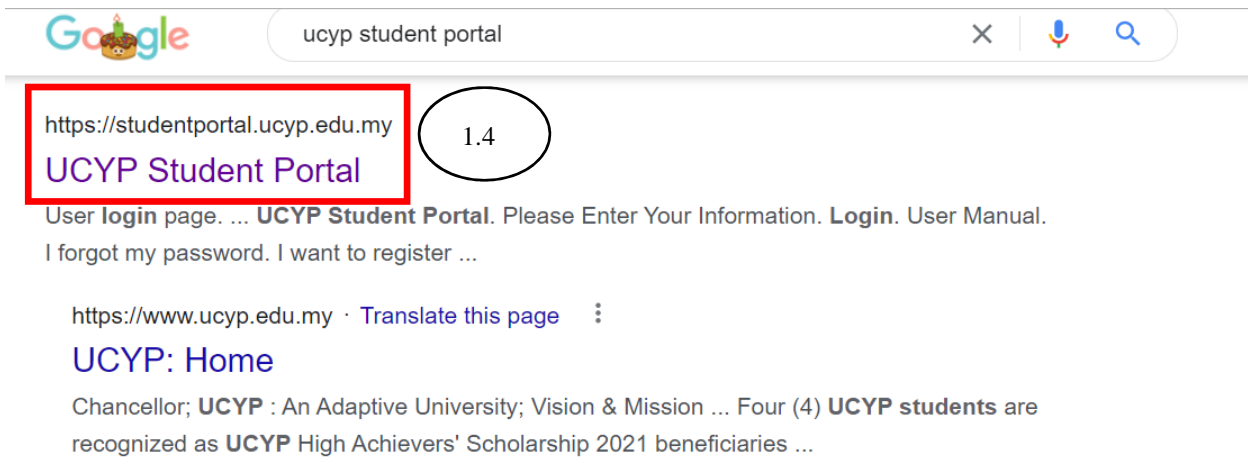 Google
ucyp student portal
https://studentportal.ucyp.edu.my
1.4
UCYP Student Portal
User login page. ... UCYP Student Portal. Please Enter Your Information. Login. User Manual.
I forgot my password. I want to register ...
https://www.ucyp.edu.my · Translate this page
UCYP: Home
Chancellor; UCYP : An Adaptive University; Vision & Mission ... Four (4) UCYP students are
recognized as UCYP High Achievers' Scholarship 2021 beneficiaries ...